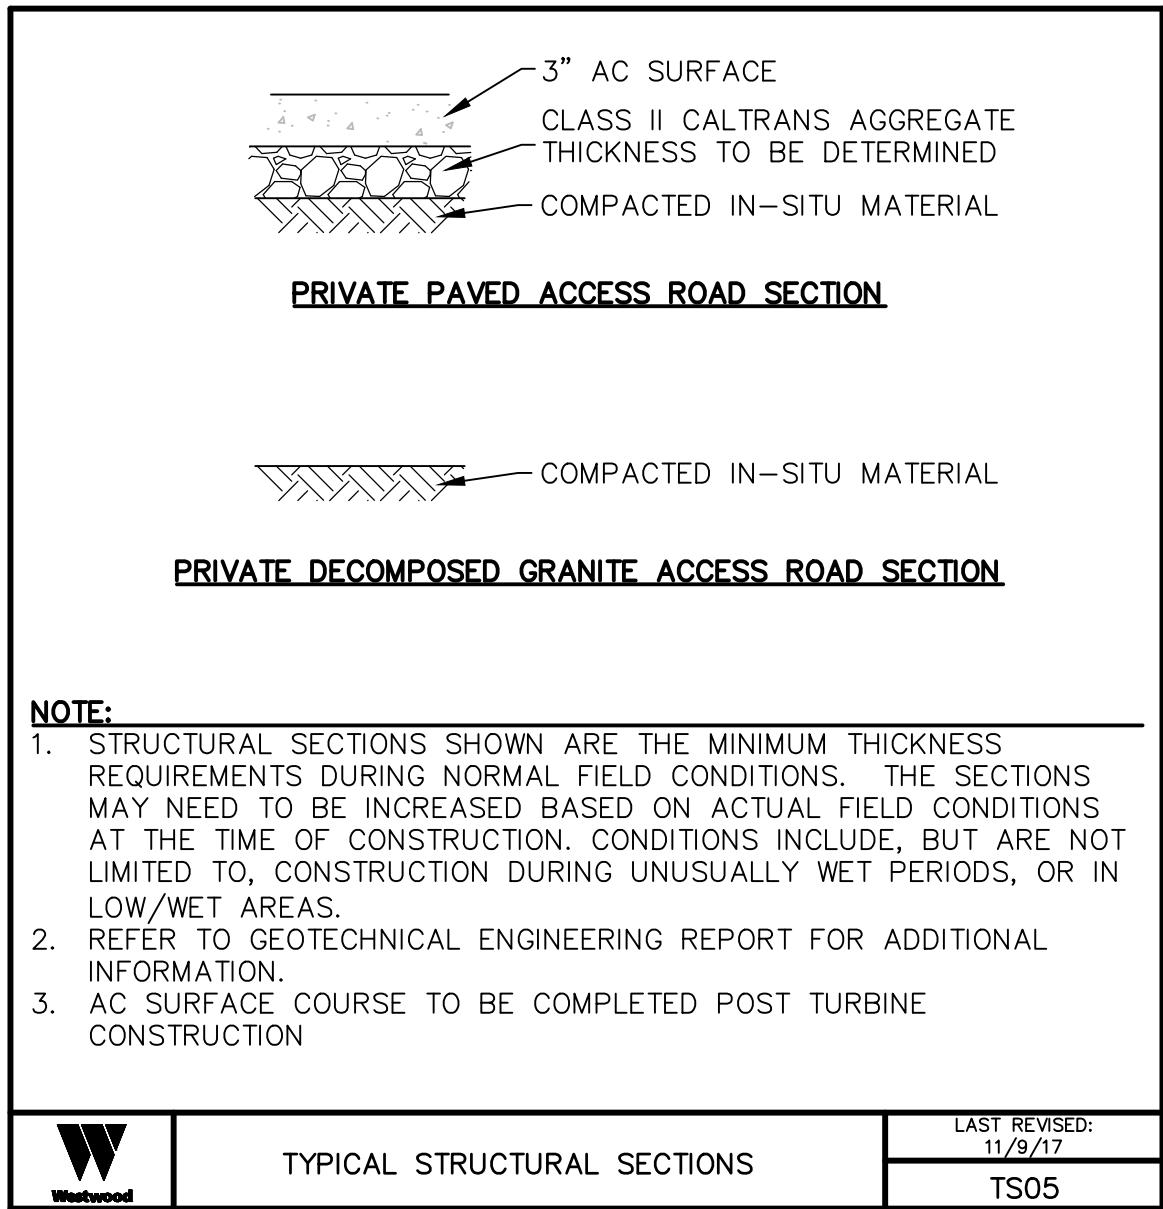 3” AC SURFACE
CLASS II CALTRANS AGGREGATE
THICKNESS TO BE DETERMINED
COMPACTED IN-SITU MATERIAL
PRIVATE PAVED ACCESS ROAD SECTION
COMPACTED IN-SITU MATERIAL
PRIVATE DECOMPOSED GRANITE ACCESS ROAD SECTION
NOTE:
1. STRUCTURAL SECTIONS SHOWN ARE THE MINIMUM THICKNESS
REQUIREMENTS DURING NORMAL FIELD CONDITIONS. THE SECTIONS
MAY NEED TO BE INCREASED BASED ON ACTUAL FIELD CONDITIONS
AT THE TIME OF CONSTRUCTION. CONDITIONS INCLUDE, BUT ARE NOT
LIMITED TO, CONSTRUCTION DURING UNUSUALLY WET PERIODS, OR IN
LOW/WET AREAS.
2. REFER TO GEOTECHNICAL ENGINEERING REPORT FOR ADDITIONAL
INFORMATION.
3. AC SURFACE COURSE TO BE COMPLETED POST TURBINE
CONSTRUCTION
Westwood
TYPICAL STRUCTURAL SECTIONS
LAST REVISED:
11/9/17
TS05